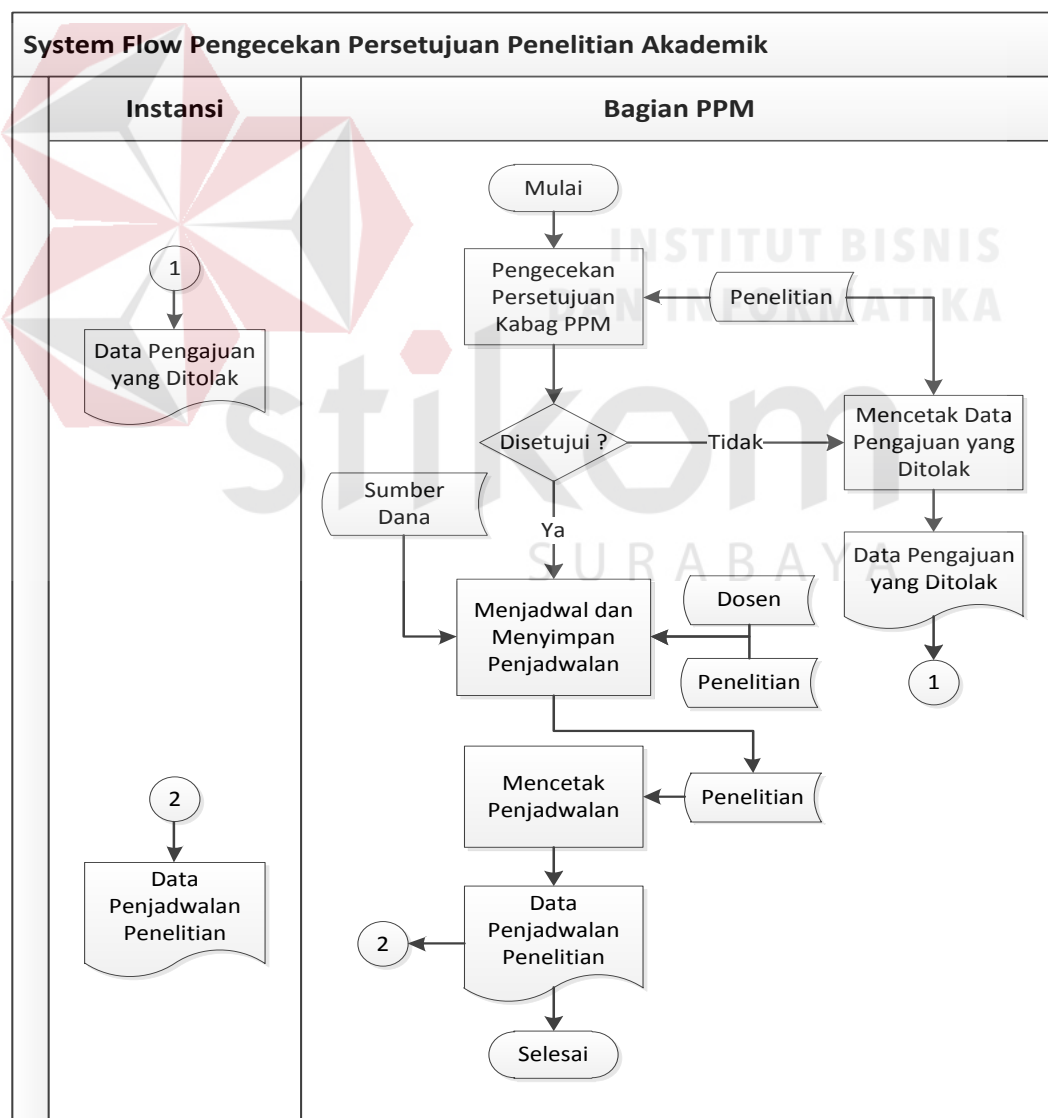 System Flow Pengecekan Persetujuan Penelitian Akademik
Instansi
Bagian PPM
Mulai
INSTITUT BISNIS
DAN INFORMATIKA
stikom
SURABAYA
1
Data Pengajuan
yang Ditolak
Pengecekan
Persetujuan
Kabag PPM
Penelitian
Disetujui ?
Tidak
Mencetak Data
Pengajuan yang
Ditolak
Sumber
Dana
Ya
Data Pengajuan
yang Ditolak
Menjadwal dan
Menyimpan
Penjadwalan
Dosen
Penelitian
1
2
Mencetak
Penjadwalan
Penelitian
Data
Penjadwalan
Penelitian
2
Data
Penjadwalan
Penelitian
Selesai